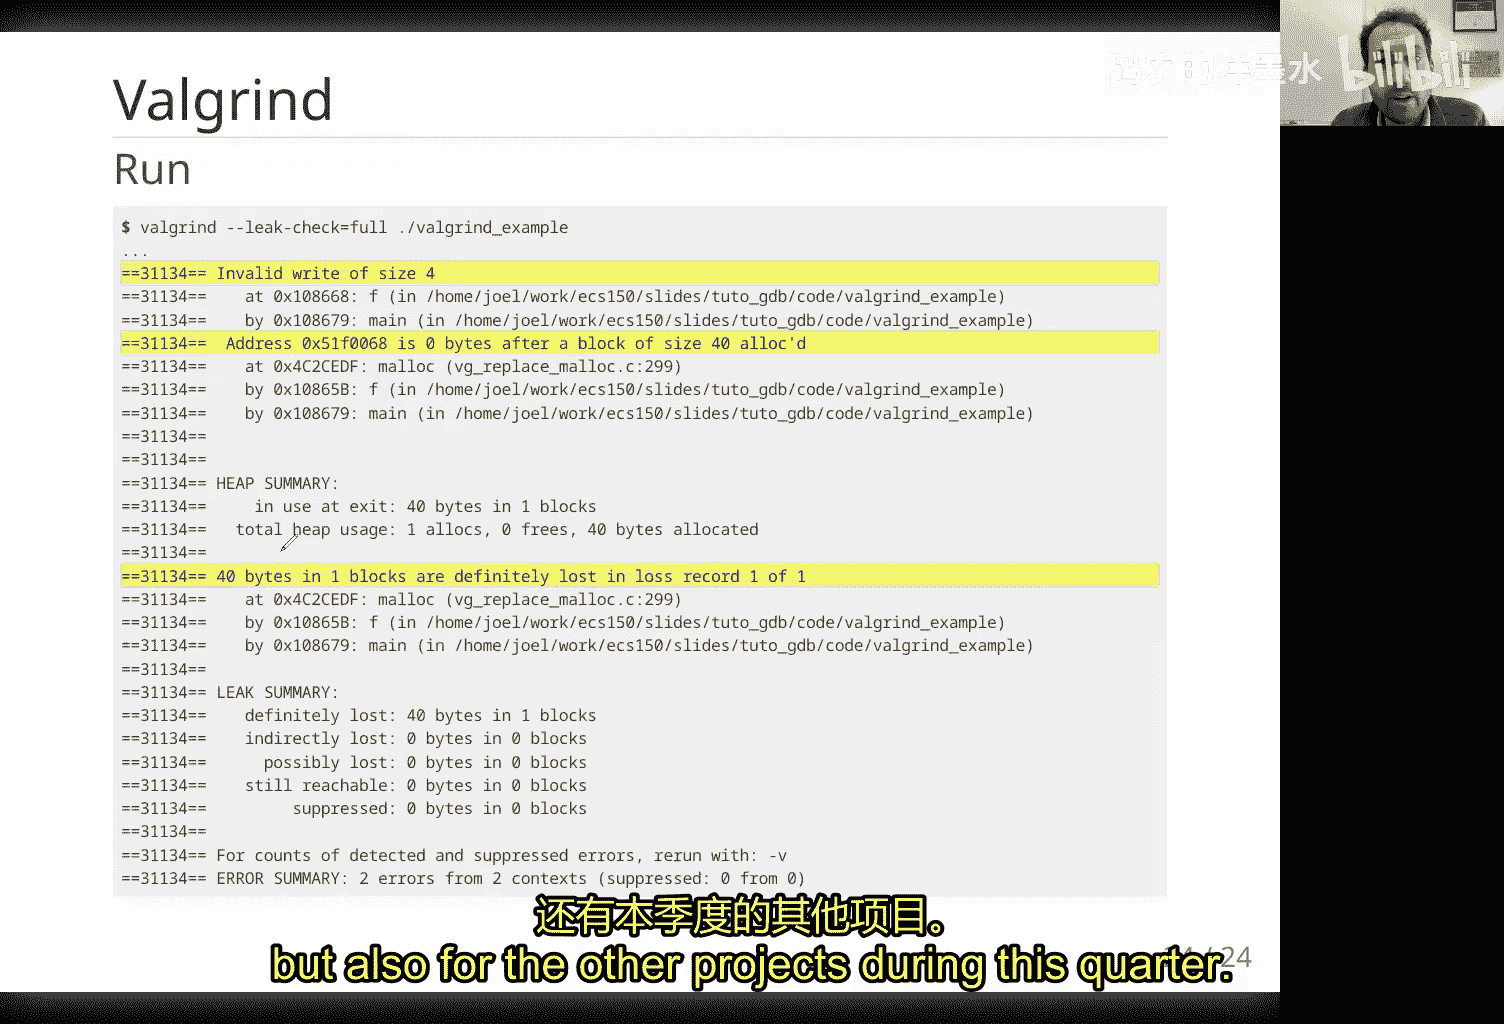 Valgrind
Run
$ valgrind --leak-check=full ./valgrind_example
...
==31134== Invalid write of size 4
==31134==    at 0x108668: f (in /home/joel/work/ecs150/slides/tuto_gdb/code/valgrind_example)
==31134==    by 0x108679: main (in /home/joel/work/ecs150/slides/tuto_gdb/code/valgrind_example)
==31134==  Address 0x51f0068 is 0 bytes after a block of size 40 alloc'd
==31134==    at 0x4C2CEDF: malloc (vg_replace_malloc.c:299)
==31134==    by 0x10865B: f (in /home/joel/work/ecs150/slides/tuto_gdb/code/valgrind_example)
==31134==    by 0x108679: main (in /home/joel/work/ecs150/slides/tuto_gdb/code/valgrind_example)
==31134==
==31134==
==31134== HEAP SUMMARY:
==31134==     in use at exit: 40 bytes in 1 blocks
==31134==   total heap usage: 1 allocs, 0 frees, 40 bytes allocated
==31134==
==31134== 40 bytes in 1 blocks are definitely lost in loss record 1 of 1
==31134==    at 0x4C2CEDF: malloc (vg_replace_malloc.c:299)
==31134==    by 0x10865B: f (in /home/joel/work/ecs150/slides/tuto_gdb/code/valgrind_example)
==31134==    by 0x108679: main (in /home/joel/work/ecs150/slides/tuto_gdb/code/valgrind_example)
==31134==
==31134== LEAK SUMMARY:
==31134==    definitely lost: 40 bytes in 1 blocks
==31134==    indirectly lost: 0 bytes in 0 blocks
==31134==      possibly lost: 0 bytes in 0 blocks
==31134==    still reachable: 0 bytes in 0 blocks
==31134==         suppressed: 0 bytes in 0 blocks
==31134==
==31134== For counts of detected and suppressed errors, rerun with: -v
==31134== ERROR SUMMARY: 2 errors from 2 contexts (suppressed: 0 from 0)
还有本季度的其他项目。
but also for the other projects during this quarter.
/ 24
bilibili